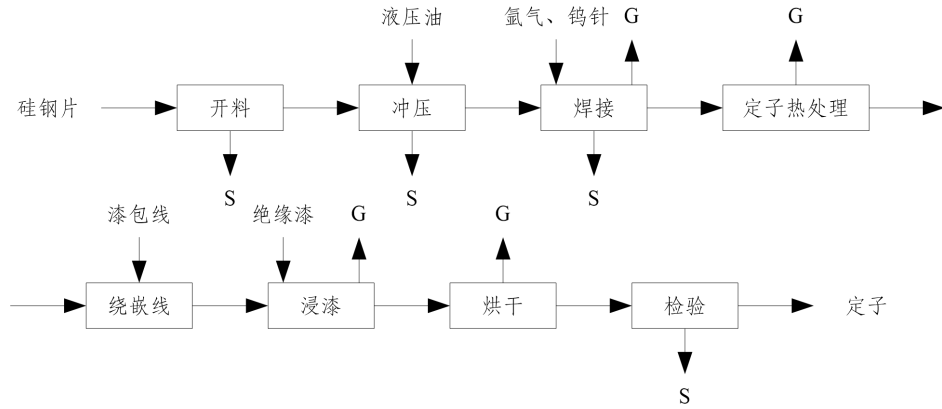 液压油
氩气、钨针
G
G
硅钢片
开料
冲压
焊接
定子热处理
S
S
S
漆包线
绝缘漆
G
G
绕嵌线
浸漆
烘干
检验
定子
S